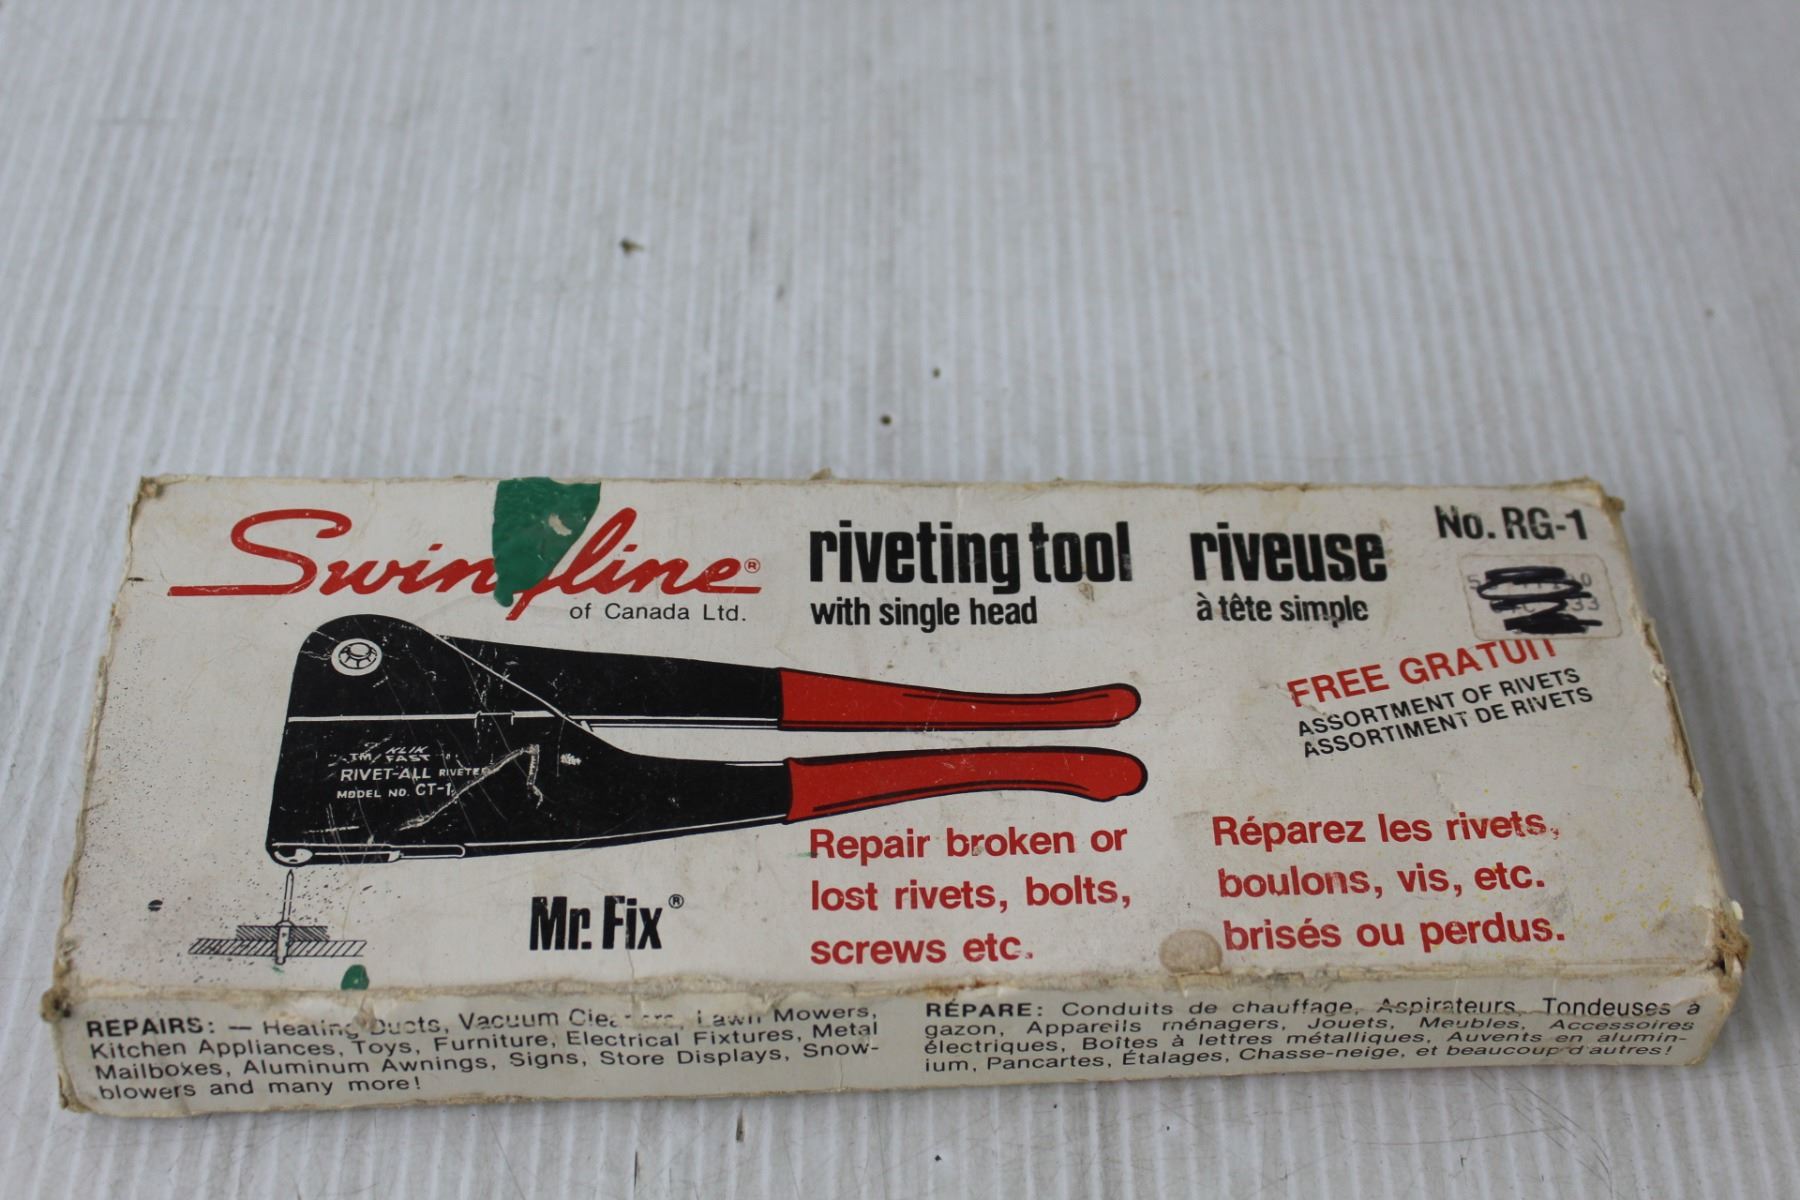 Swingline®
of Canada Ltd.
riveting tool
with single head
riveuse
à tête simple
No. RG-1
FREE GRATUIT
ASSORTMENT OF RIVETS
ASSORTIMENT DE RIVETS
KLIK
TM FAST
RIVET-ALL RIVETER
MODEL NO. CT-1
Mr. Fix®
Repair broken or
lost rivets, bolts,
screws etc.
Réparez les rivets,
boulons, vis, etc.
brisés ou perdus.
REPAIRS: — Heating Ducts, Vacuum Cleaners, Lawn Mowers,
Kitchen Appliances, Toys, Furniture, Electrical Fixtures, Metal
Mailboxes, Aluminum Awnings, Signs, Store Displays, Snow-
blowers and many more!
RÉPARE: Conduits de chauffage, Aspirateurs, Tondeuses à
gazon, Appareils ménagers, Jouets, Meubles, Accessoires
électriques, Boîtes à lettres métalliques, Auvents en alumin-
ium, Pancartes, Étalages, Chasse-neige, et beaucoup d'autres!